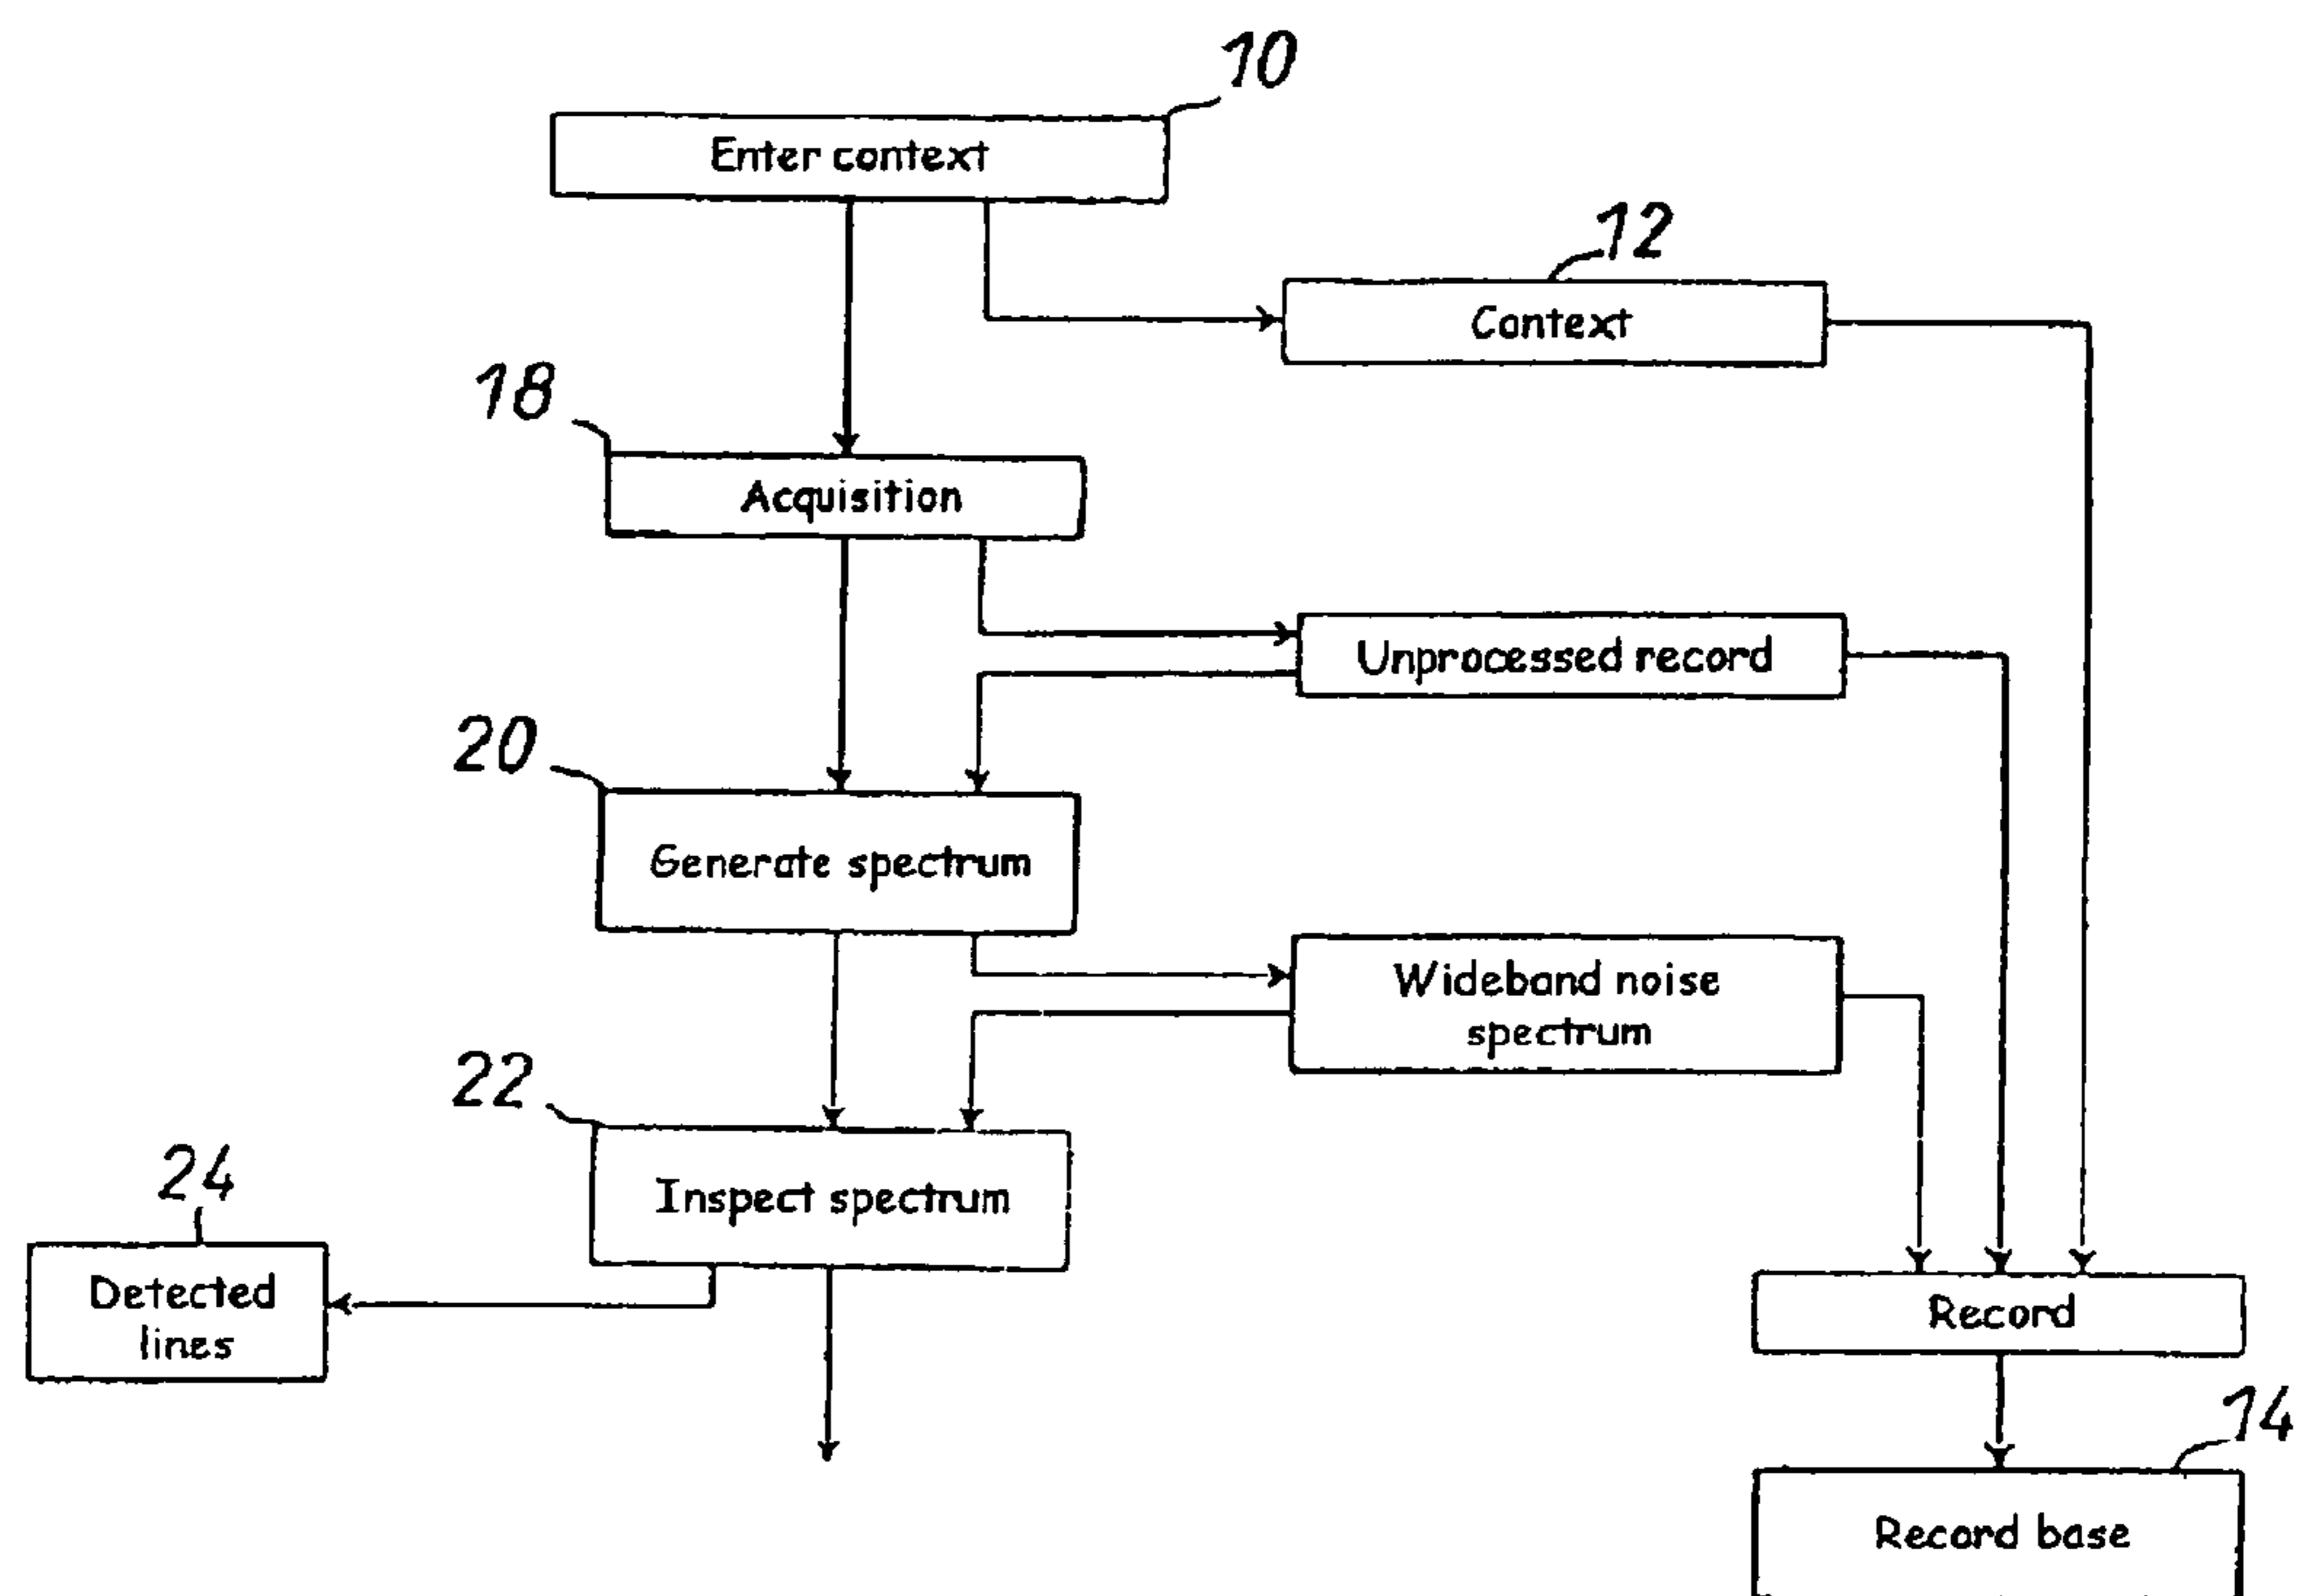 10
Enter context
12
Context
18
Acquisition
Unprocessed record
20
Generate spectrum
Wideband noise
spectrum
22
Inspect spectrum
24
Detected
lines
Record
14
Record base